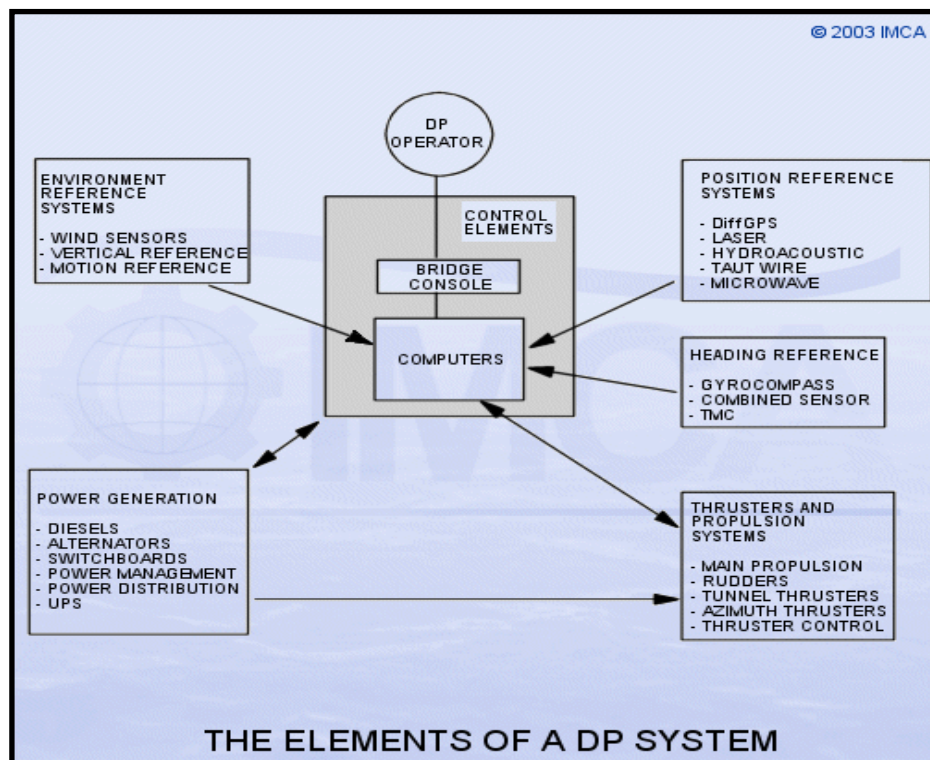 © 2003 IMCA
DP
OPERATOR
ENVIRONMENT
REFERENCE
SYSTEMS
- WIND SENSORS
- VERTICAL REFERENCE
- MOTION REFERENCE
CONTROL
ELEMENTS
BRIDGE
CONSOLE
COMPUTERS
POSITION REFERENCE
SYSTEMS
- DiffGPS
- LASER
- HYDROACOUSTIC
- TAUT WIRE
- MICROWAVE
HEADING REFERENCE
- GYROCOMPASS
- COMBINED SENSOR
- TMC
POWER GENERATION
- DIESELS
- ALTERNATORS
- SWITCHBOARDS
- POWER MANAGEMENT
- POWER DISTRIBUTION
- UPS
THRUSTERS AND
PROPULSION
SYSTEMS
- MAIN PROPULSION
- RUDDERS
- TUNNEL THRUSTERS
- AZIMUTH THRUSTERS
- THRUSTER CONTROL
IMCA
THE ELEMENTS OF A DP SYSTEM